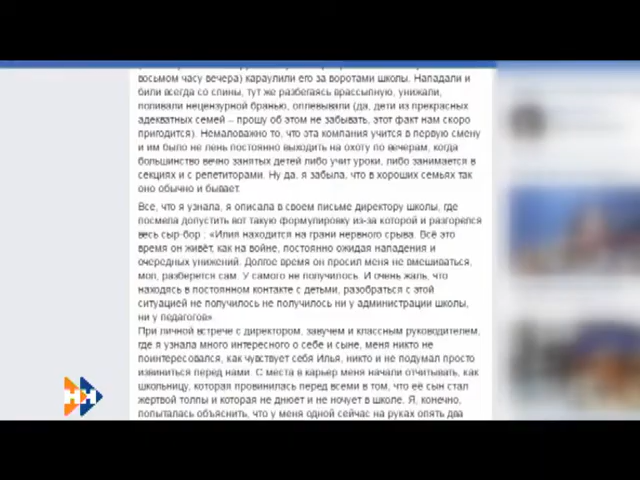 восьмом часу вечера) караулили его за воротами школы. Нападали и
били всегда со спины, тут же разбегаясь врассыпную, унижали,
поливали нецензурной бранью, оплевывали (да, дети из прекрасных
адекватных семей – прошу об этом не забывать, этот факт нам скоро
пригодится). Немаловажно то, что эта компания учится в первую смену
и им было не лень постоянно выходить на охоту по вечерам, когда
большинство вечно занятых детей либо учит уроки, либо занимается в
секциях и с репетиторами. Ну да, я забыла, что в хороших семьях так
оно обычно и бывает.
Все, что я узнала, я описала в своем письме директору школы, где
посмела допустить вот такую формулировку из-за которой и разгорелся
весь сыр-бор : «Илия находится на грани нервного срыва. Всё это
время он живёт, как на войне, постоянно ожидая нападения и
очередных унижений. Долгое время он просил меня не вмешиваться,
мол, разберется сам. У самого не получилось. И очень жаль, что
находясь в постоянном контакте с детьми, разобраться с этой
ситуацией не получилось не получилось ни у администрации школы,
ни у педагогов»
При личной встрече с директором, завучем и классным руководителем,
где я узнала много интересного о себе и сыне, меня никто не
поинтересовался, как чувствует себя Илья, никто и не подумал просто
извиниться перед нами. С места в карьер меня начали отчитывать, как
школьницу, которая провинилась перед всеми в том, что её сын стал
жертвой толпы и которая не днюет и не ночует в школе. Я, конечно,
попыталась объяснить, что у меня одной сейчас на руках опять два
НН